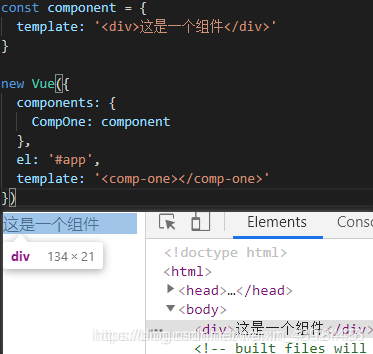 const component = {
template: '<div>这是一个组件</div>'
}
new Vue({
components: {
CompOne: component
},
el: '#app',
template: '<comp-one></comp-one>'
})
这是一个组件
div 134 × 21
Elements Conso
<!doctype html>
<html>
▶<head>…</head>
▼<body>
… <div>这是一个组件</div>
<!-- built files will